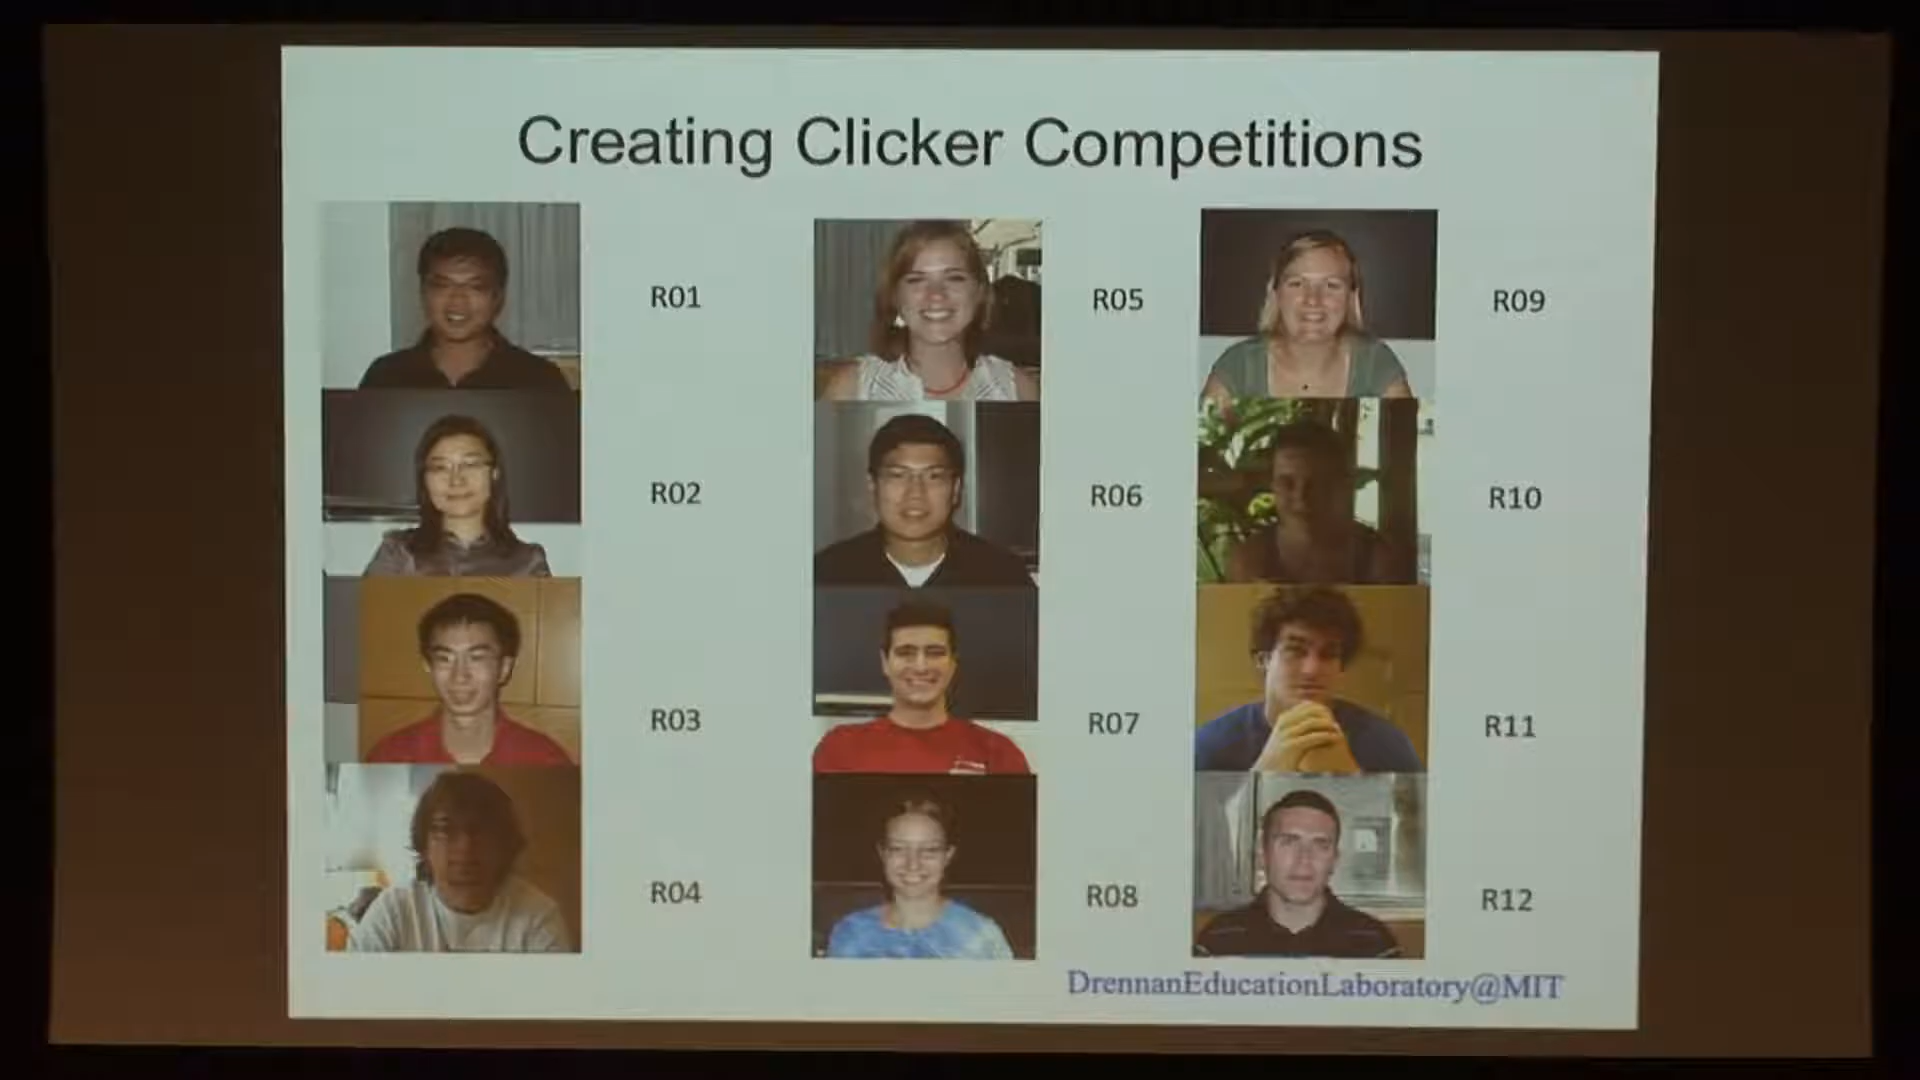 Creating Clicker Competitions
R01
R05
R09
R02
R06
R10
R03
R07
R11
R04
R08
R12
DrennanEducationLaboratory@MIT